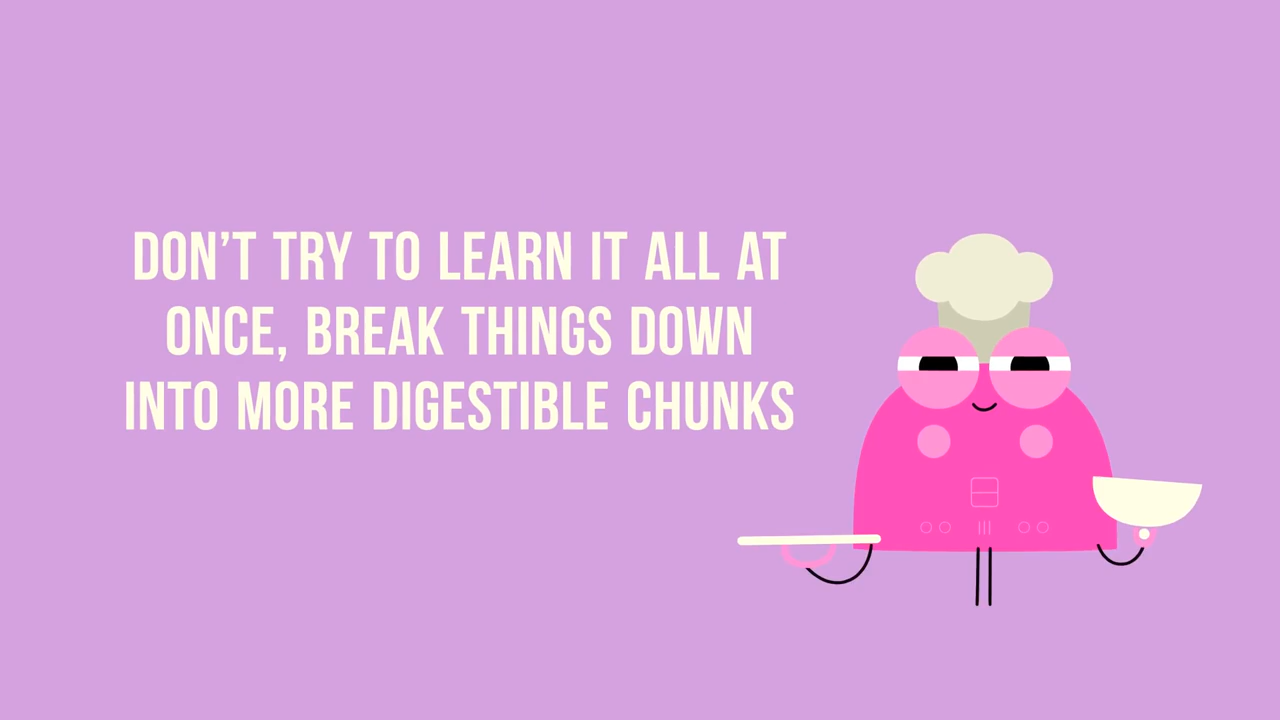 DON’T TRY TO LEARN IT ALL AT
ONCE, BREAK THINGS DOWN
INTO MORE DIGESTIBLE CHUNKS